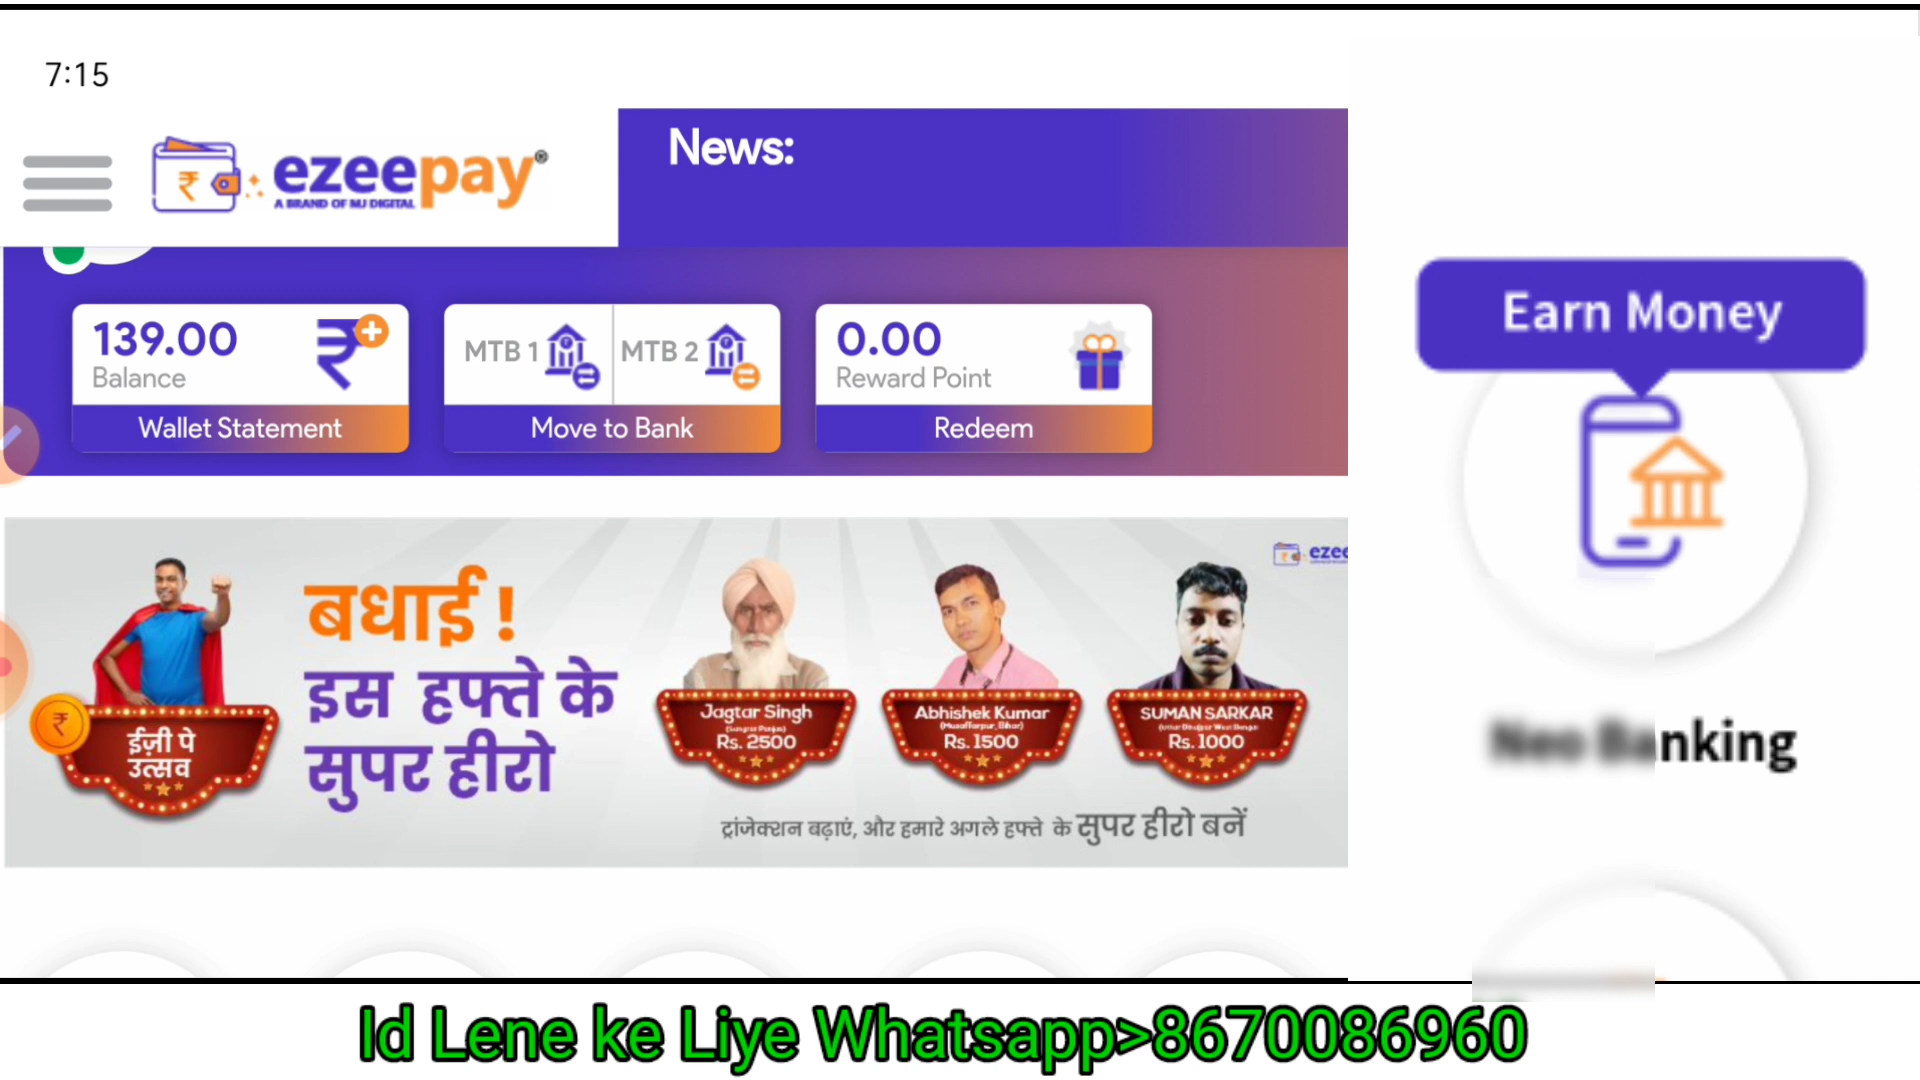 7:15
ezeepay®
A BRAND OF MJ DIGITAL
News:
139.00
Balance
Wallet Statement
MTB 1
MTB 2
Move to Bank
0.00
Reward Point
Redeem
Earn Money
Neo Banking
बधाई !
इस हफ्ते के
सुपर हीरो
ईज़ी पे
उत्सव
Jagtar Singh
Rs. 2500
Abhishek Kumar
Rs. 1500
SUMAN SARKAR
Rs. 1000
ट्रांजेक्शन बढ़ाएं, और हमारे अगले हफ्ते के सुपर हीरो बनें
Id Lene ke Liye Whatsapp>8670086960